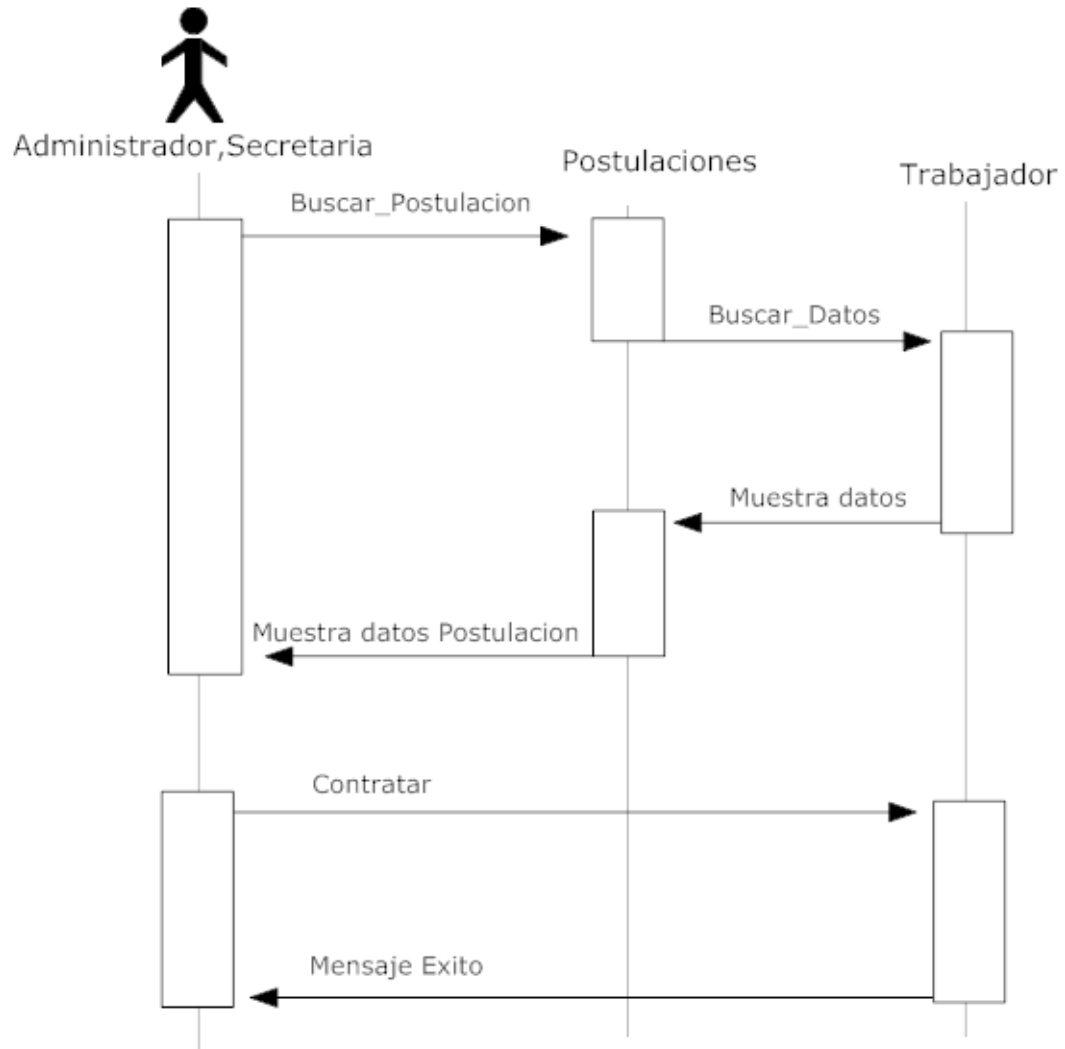 Administrador,Secretaria
Postulaciones
Trabajador
Buscar_Postulacion
Buscar_Datos
Muestra datos
Muestra datos Postulacion
Contratar
Mensaje Exito